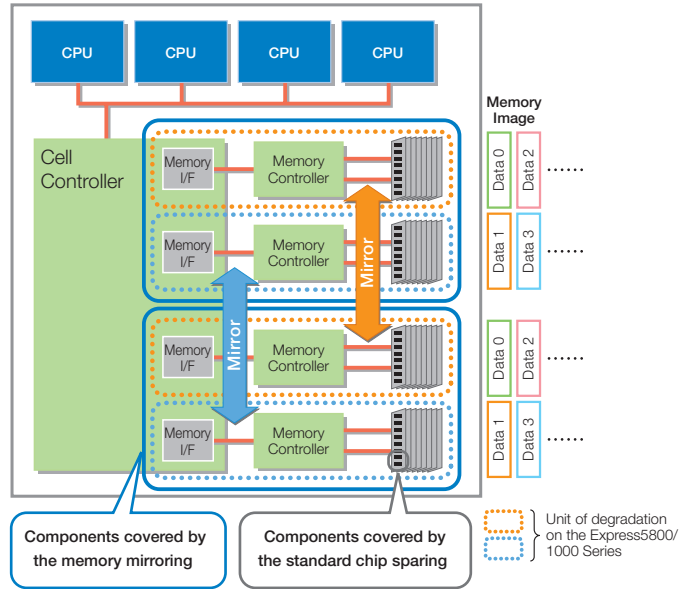 CPU
CPU
CPU
CPU
Cell
Controller
Memory
Image
Memory
I/F
Memory
Controller
Data 0
Data 2
......
Memory
I/F
Memory
Controller
Data 1
Data 3
......
Mirror
Mirror
Memory
I/F
Memory
Controller
Data 0
Data 2
......
Memory
I/F
Memory
Controller
Data 1
Data 3
......
Components covered by
the memory mirroring
Components covered by
the standard chip sparing
Unit of degradation
on the Express5800/
1000 Series